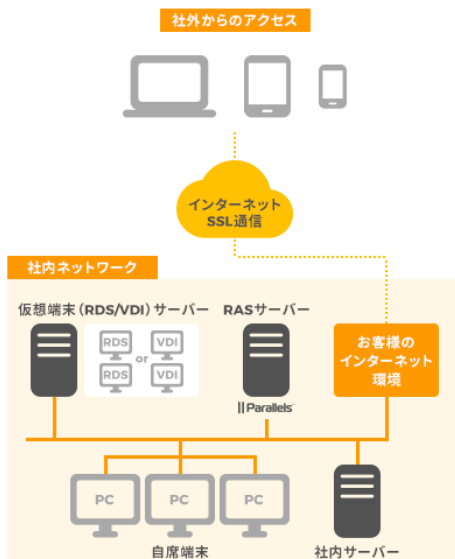 社外からのアクセス
インターネット
SSL通信
社内ネットワーク
仮想端末(RDS/VDI)サーバー
RASサーバー
RDS
VDI
or
RDS
VDI
お客様の
インターネット
環境
||Parallels
PC
PC
PC
自席端末
社内サーバー